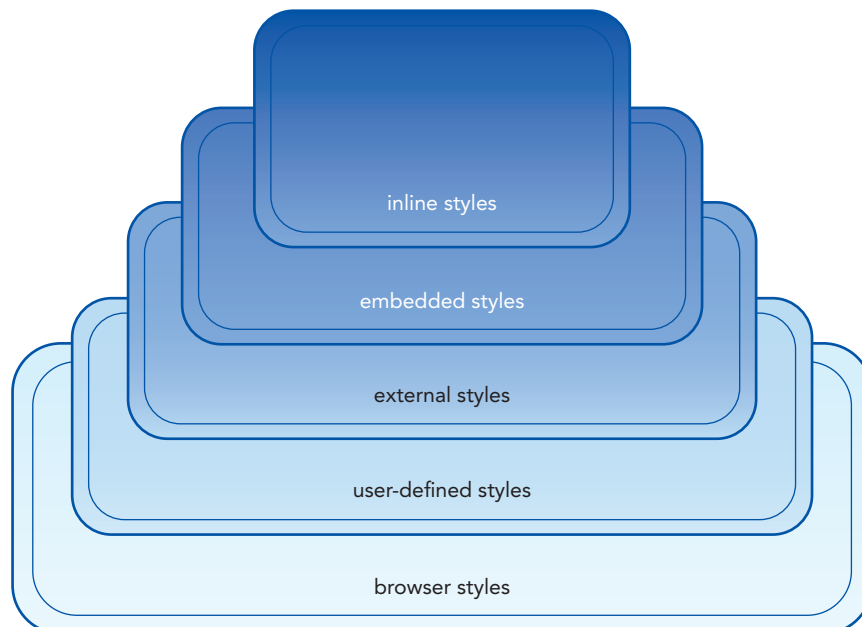 inline styles
embedded styles
external styles
user-defined styles
browser styles